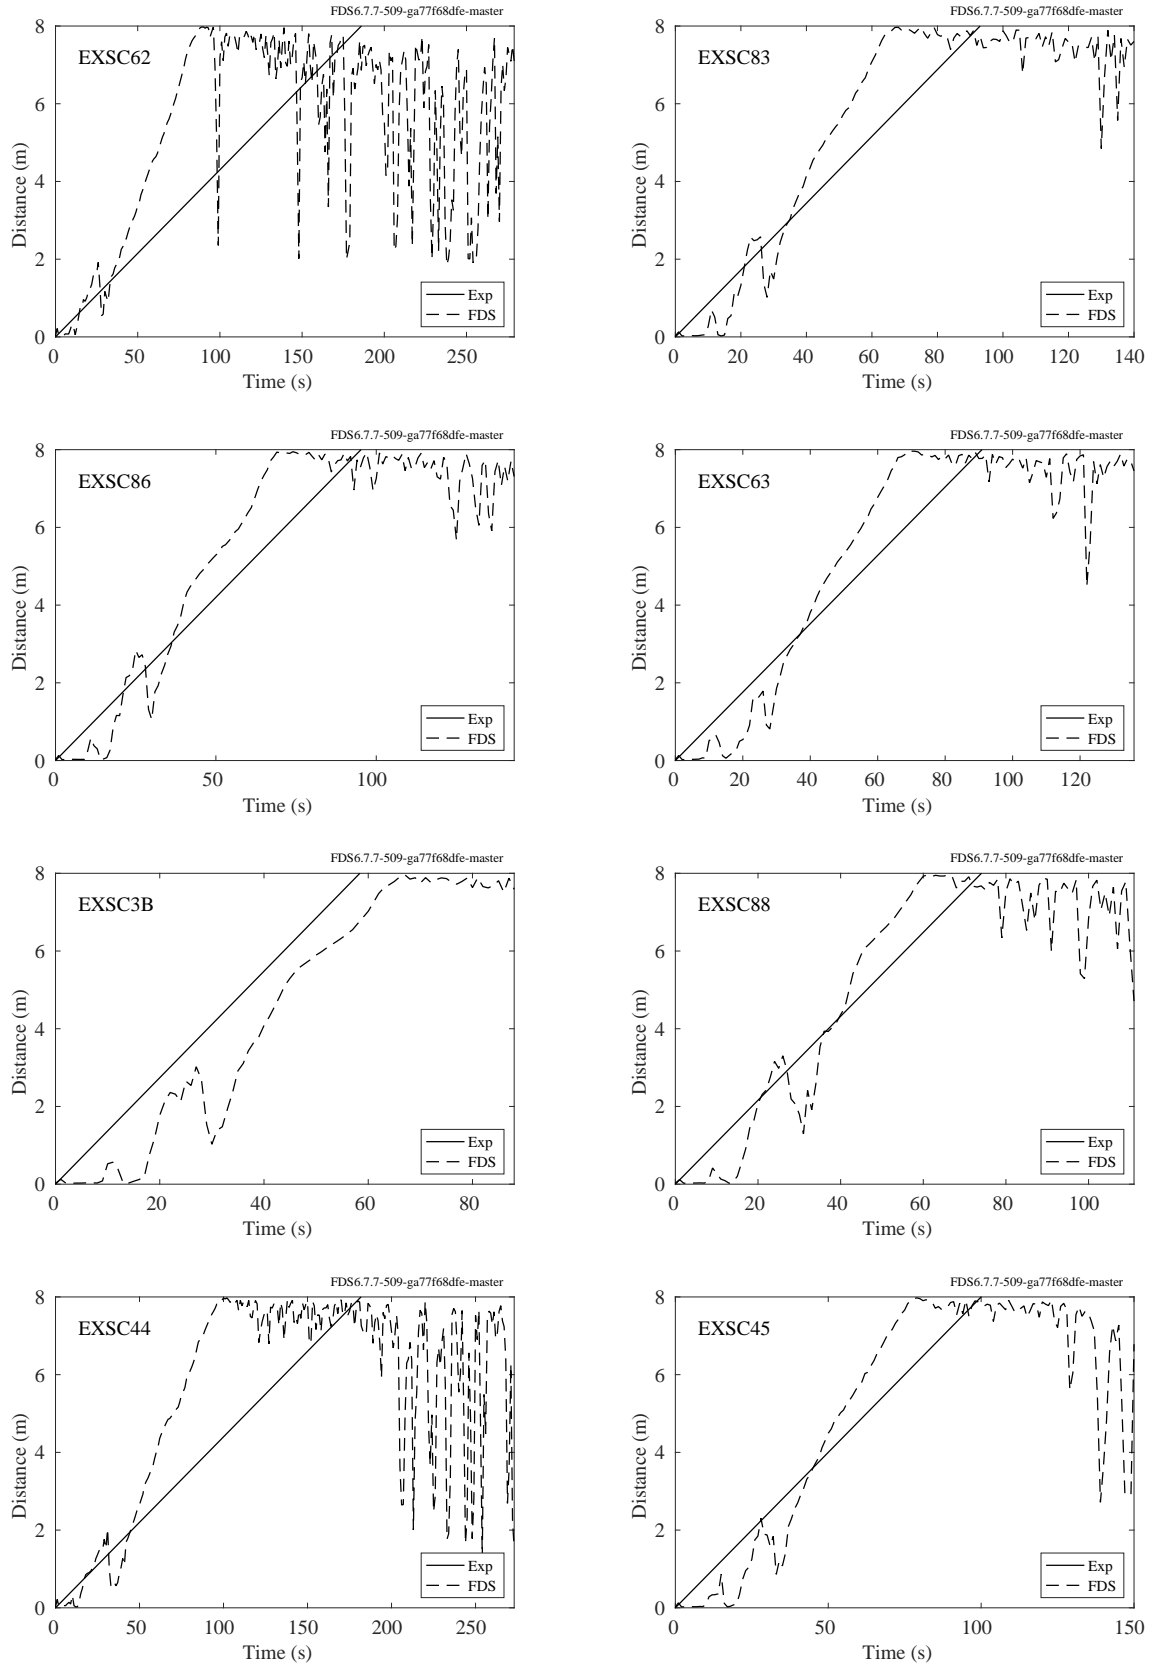 FDS6.7.7-509-ga77f68dfe-master
EXSC62
Distance (m)
8
6
4
2
0
0 50 100 150 200 250
Time (s)
Exp
FDS
FDS6.7.7-509-ga77f68dfe-master
EXSC83
Distance (m)
8
6
4
2
0
0 20 40 60 80 100 120 140
Time (s)
Exp
FDS
FDS6.7.7-509-ga77f68dfe-master
EXSC86
Distance (m)
8
6
4
2
0
0 50 100
Time (s)
Exp
FDS
FDS6.7.7-509-ga77f68dfe-master
EXSC63
Distance (m)
8
6
4
2
0
0 20 40 60 80 100 120
Time (s)
Exp
FDS
FDS6.7.7-509-ga77f68dfe-master
EXSC3B
Distance (m)
8
6
4
2
0
0 20 40 60 80
Time (s)
Exp
FDS
FDS6.7.7-509-ga77f68dfe-master
EXSC88
Distance (m)
8
6
4
2
0
0 20 40 60 80 100
Time (s)
Exp
FDS
FDS6.7.7-509-ga77f68dfe-master
EXSC44
Distance (m)
8
6
4
2
0
0 50 100 150 200 250
Time (s)
Exp
FDS
FDS6.7.7-509-ga77f68dfe-master
EXSC45
Distance (m)
8
6
4
2
0
0 50 100 150
Time (s)
Exp
FDS